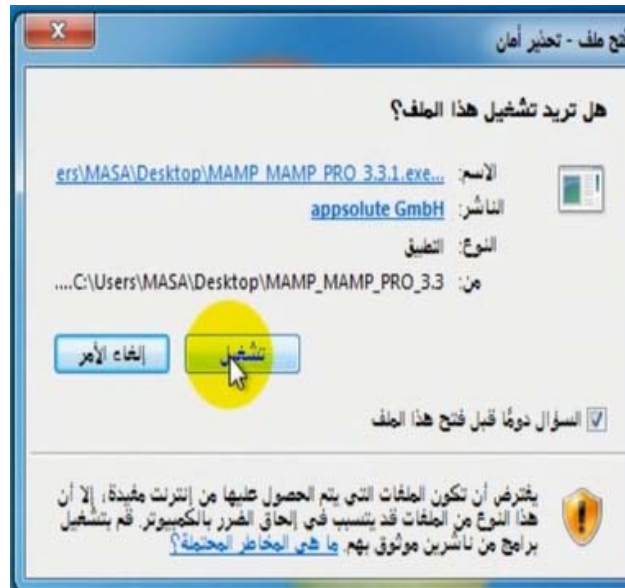 فتح ملف - تحذير أمان
هل تريد تشغيل هذا الملف؟
الاسم: ...ers\MASA\Desktop\MAMP_MAMP_PRO_3.3.1.exe
الناشر: appsolute GmbH
النوع: التطبيق
من: C:\Users\MASA\Desktop\MAMP_MAMP_PRO_3.3....
تشغيل
إلغاء الأمر
السؤال دومًا قبل فتح هذا الملف
يفترض أن تكون الملفات التي يتم الحصول عليها من إنترنت مفيدة، إلا أن
هذا النوع من الملفات قد يتسبب في إلحاق الضرر بالكمبيوتر. قم بتشغيل
برامج من ناشرين موثوق بهم. ما هي المخاطر المحتملة؟